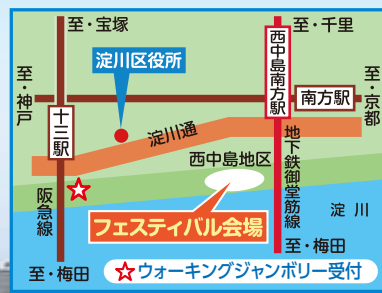 至・宝塚
至・千里
淀川区役所
西中島南方駅
至・神戸
至・京都
南方駅
十三駅
淀川通
西中島地区
地下鉄御堂筋線
阪急線
淀川
フェスティバル会場
至・梅田
至・梅田
ウォーキングジャンボリー受付